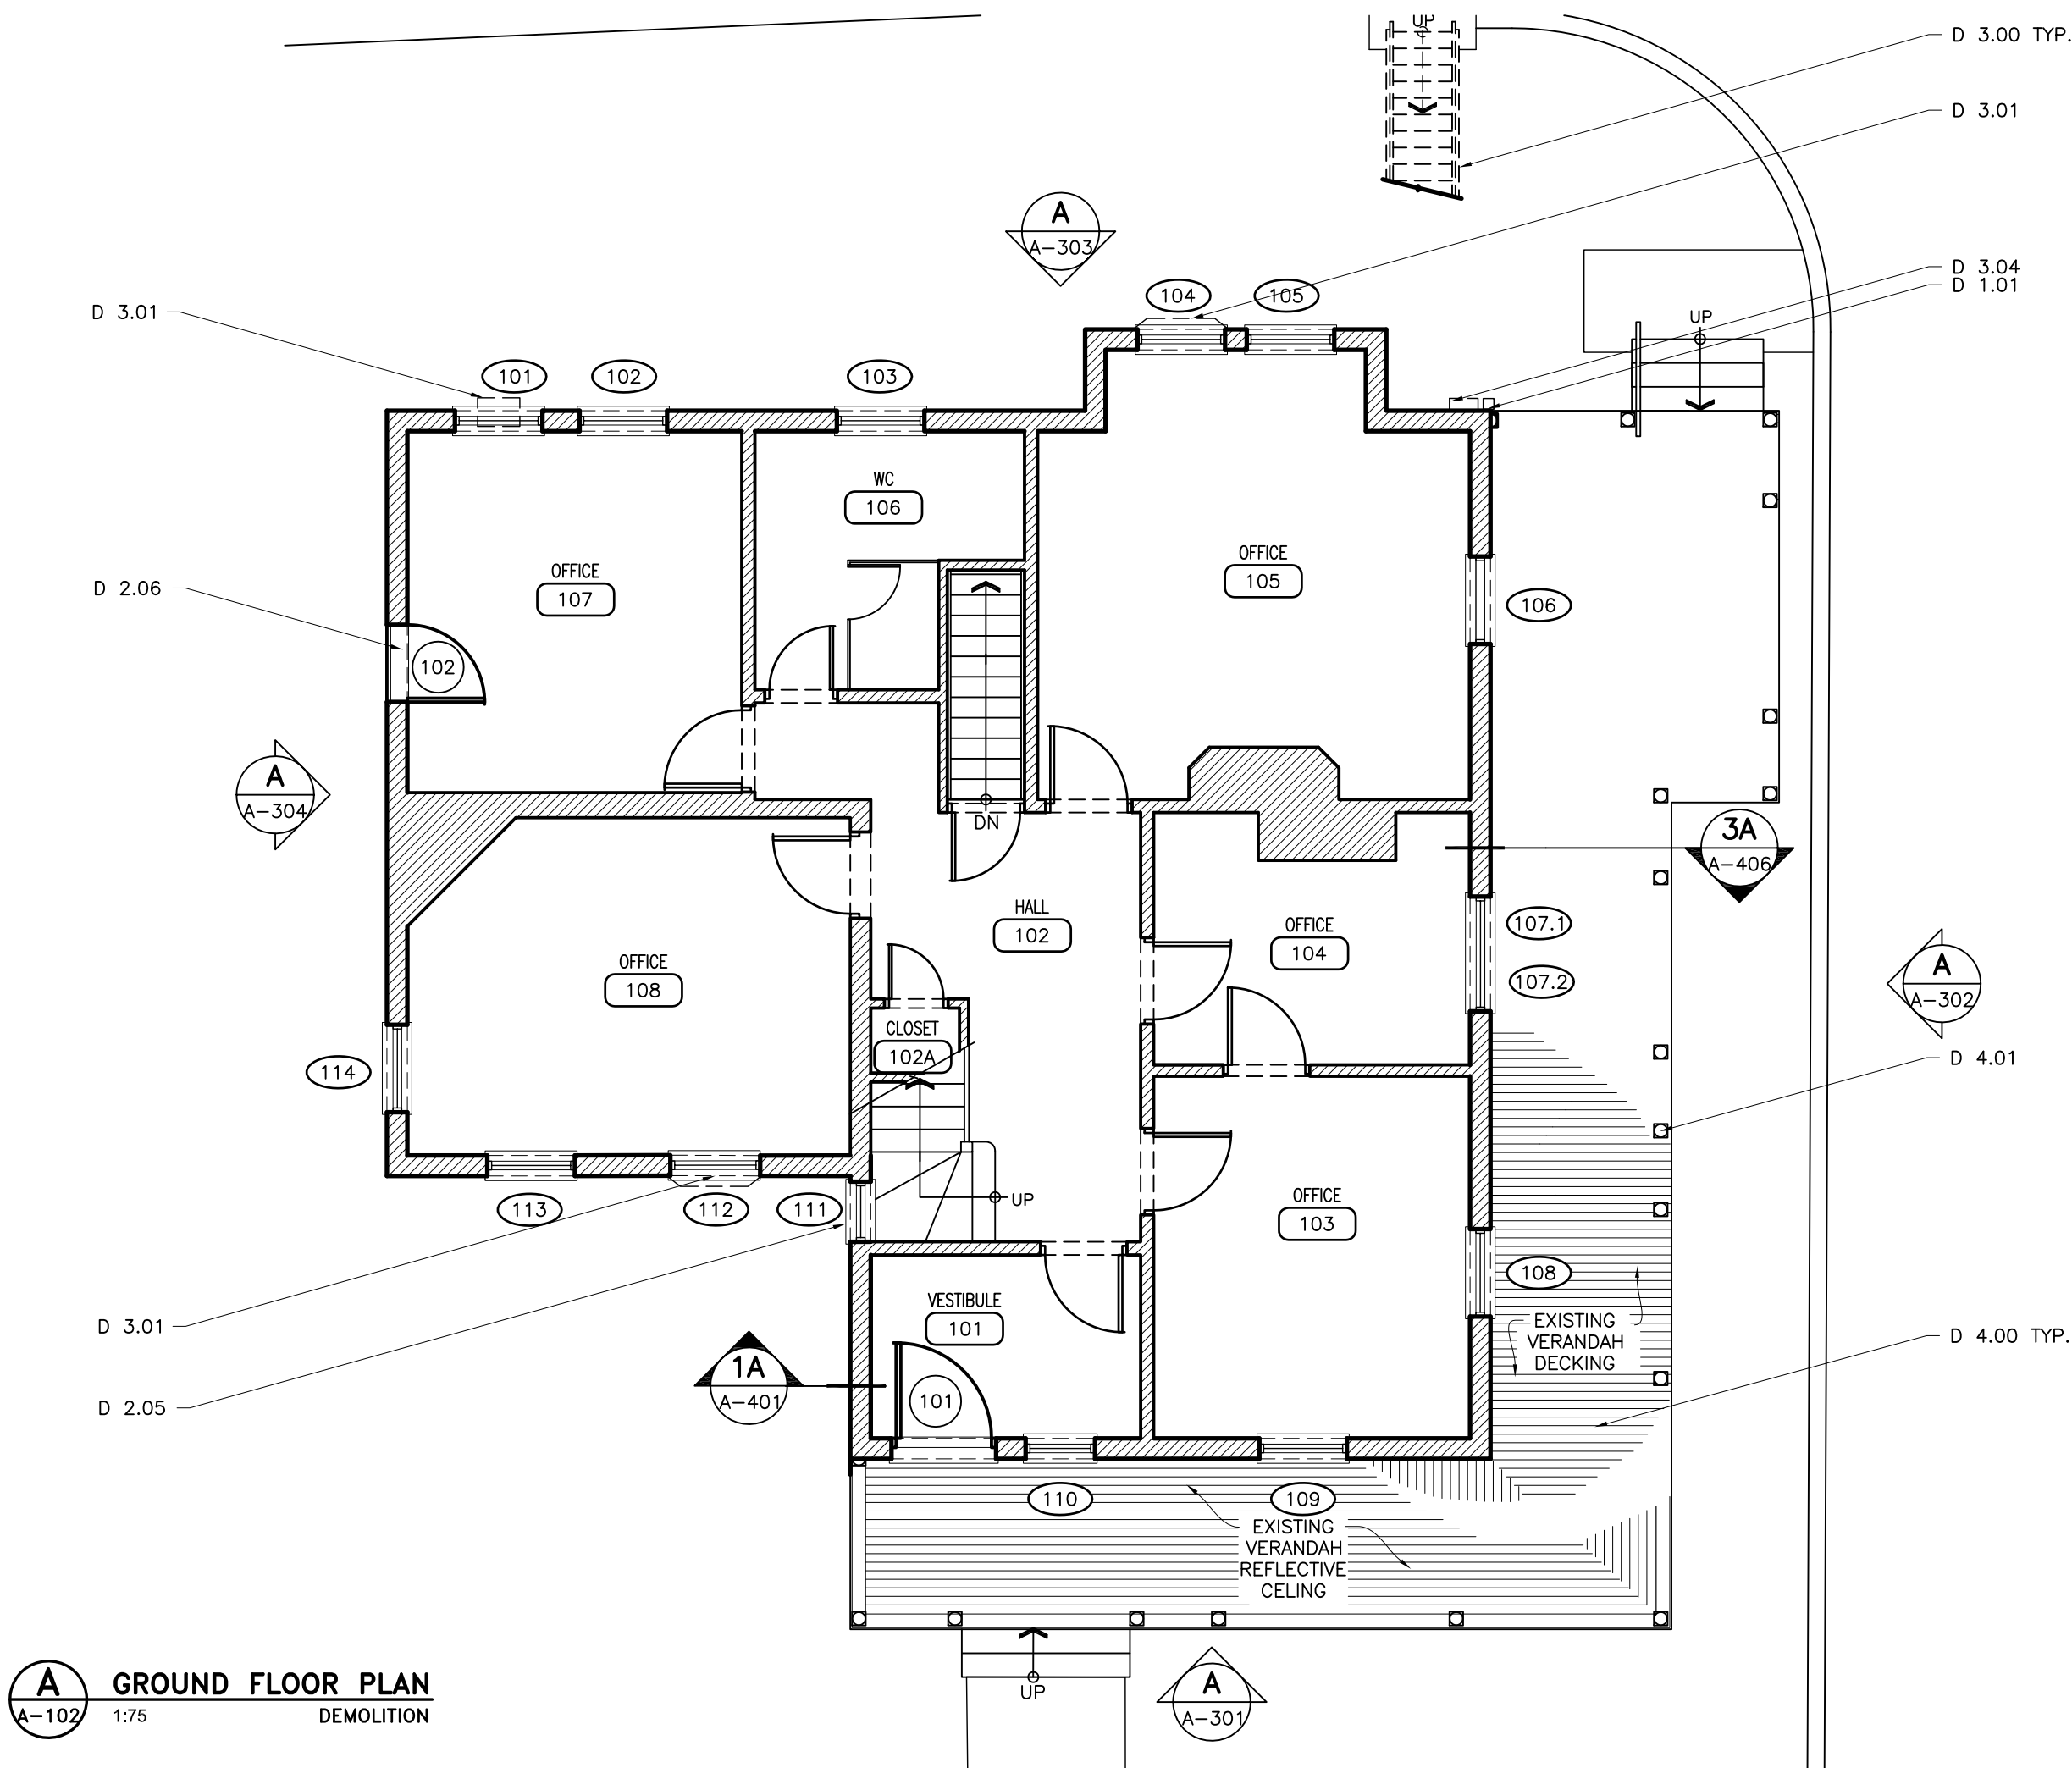 UP
D 3.00 TYP.
D 3.01
A
A-303
D 3.04
D 1.01
104
105
D 3.01
UP
101
102
103
WC
106
OFFICE
105
OFFICE
107
D 2.06
106
102
A
A-304
DN
3A
A-406
HALL
102
OFFICE
104
107.1
OFFICE
108
107.2
A
A-302
CLOSET
102A
D 4.01
114
UP
OFFICE
103
113
112
111
108
VESTIBULE
101
D 3.01
EXISTING
VERANDAH
DECKING
D 4.00 TYP.
1A
A-401
101
D 2.05
110
109
EXISTING
VERANDAH
REFLECTIVE
CELING
A
A-102
GROUND FLOOR PLAN
1:75
DEMOLITION
UP
A
A-301